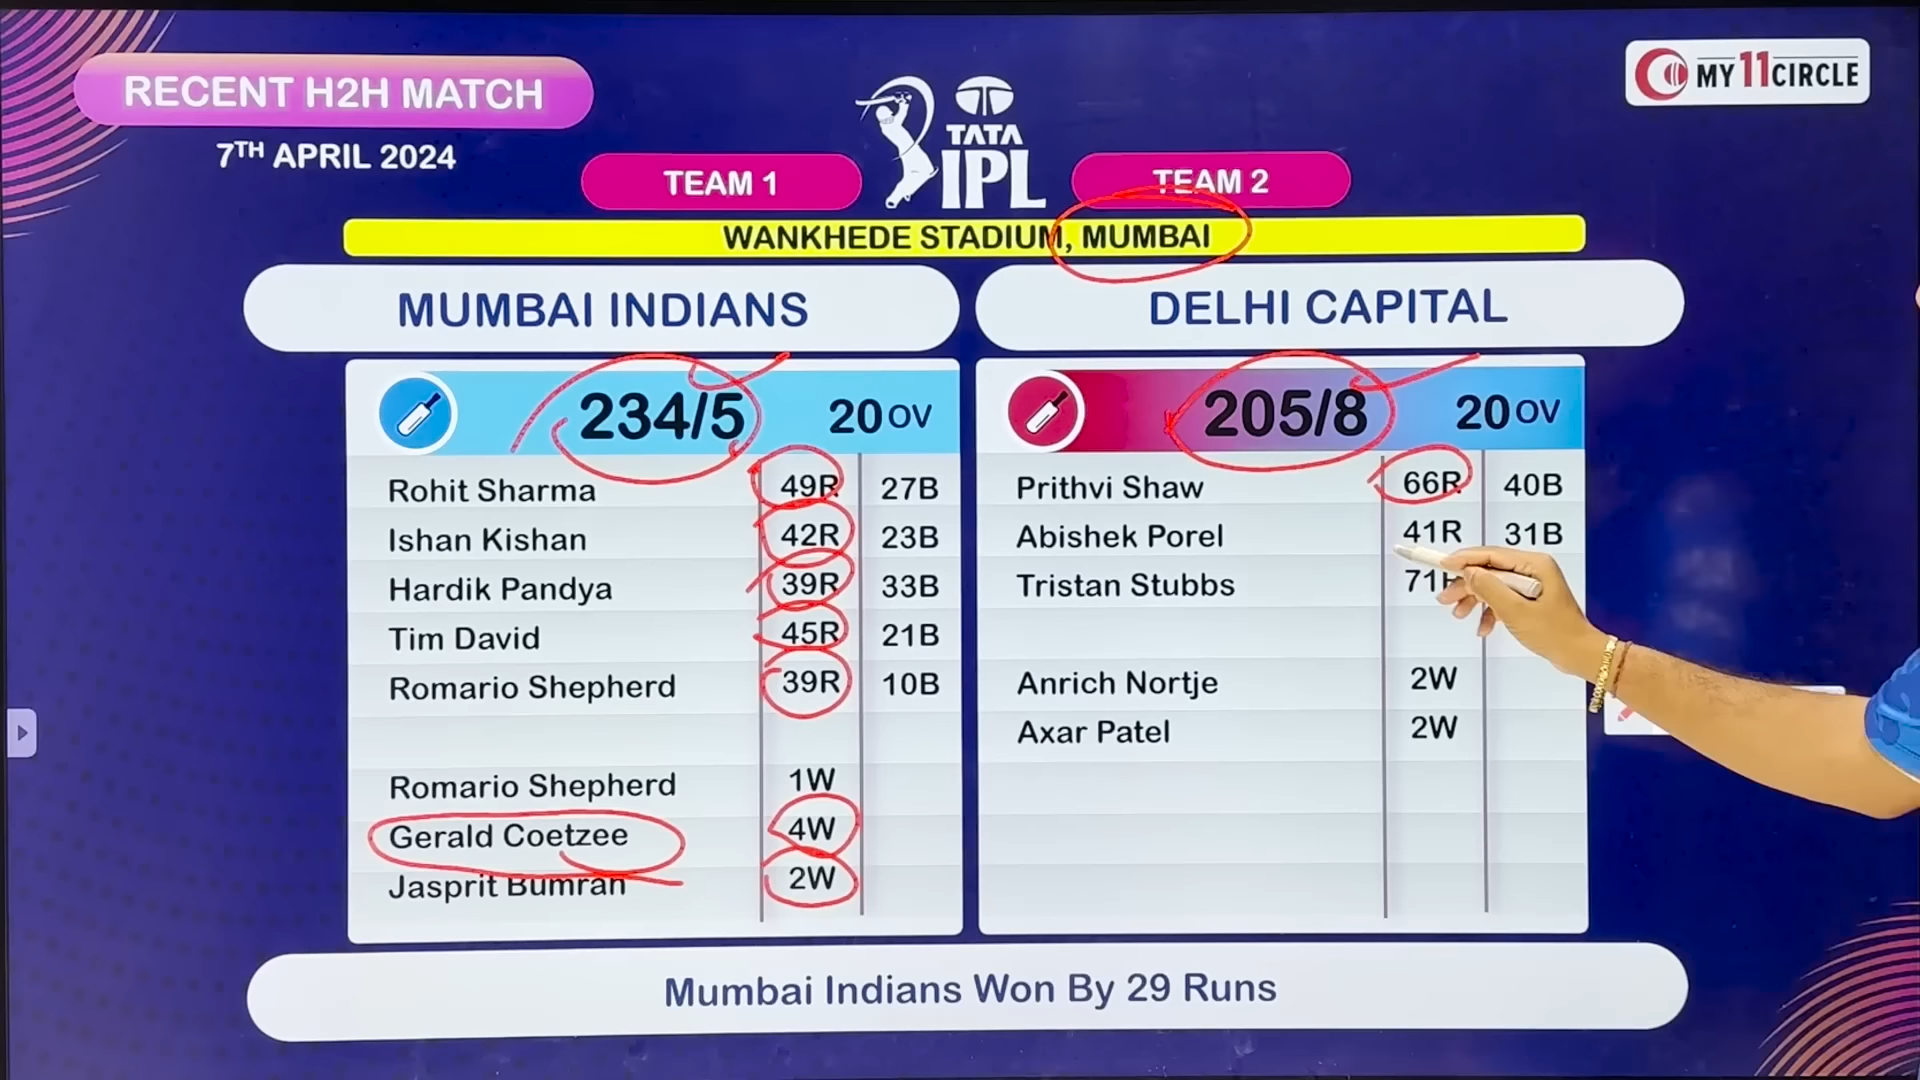 RECENT H2H MATCH
7TH APRIL 2024
TATA
IPL
MY11CIRCLE
TEAM 1
TEAM 2
WANKHEDE STADIUM, MUMBAI
MUMBAI INDIANS
234/5 20 OV
Rohit Sharma 49R 27B
Ishan Kishan 42R 23B
Hardik Pandya 39R 33B
Tim David 45R 21B
Romario Shepherd 39R 10B
Romario Shepherd 1W
Gerald Coetzee 4W
Jasprit Bumrah 2W
DELHI CAPITAL
205/8 20 OV
Prithvi Shaw 66R 40B
Abishek Porel 41R 31B
Tristan Stubbs 71R
Anrich Nortje 2W
Axar Patel 2W
Mumbai Indians Won By 29 Runs